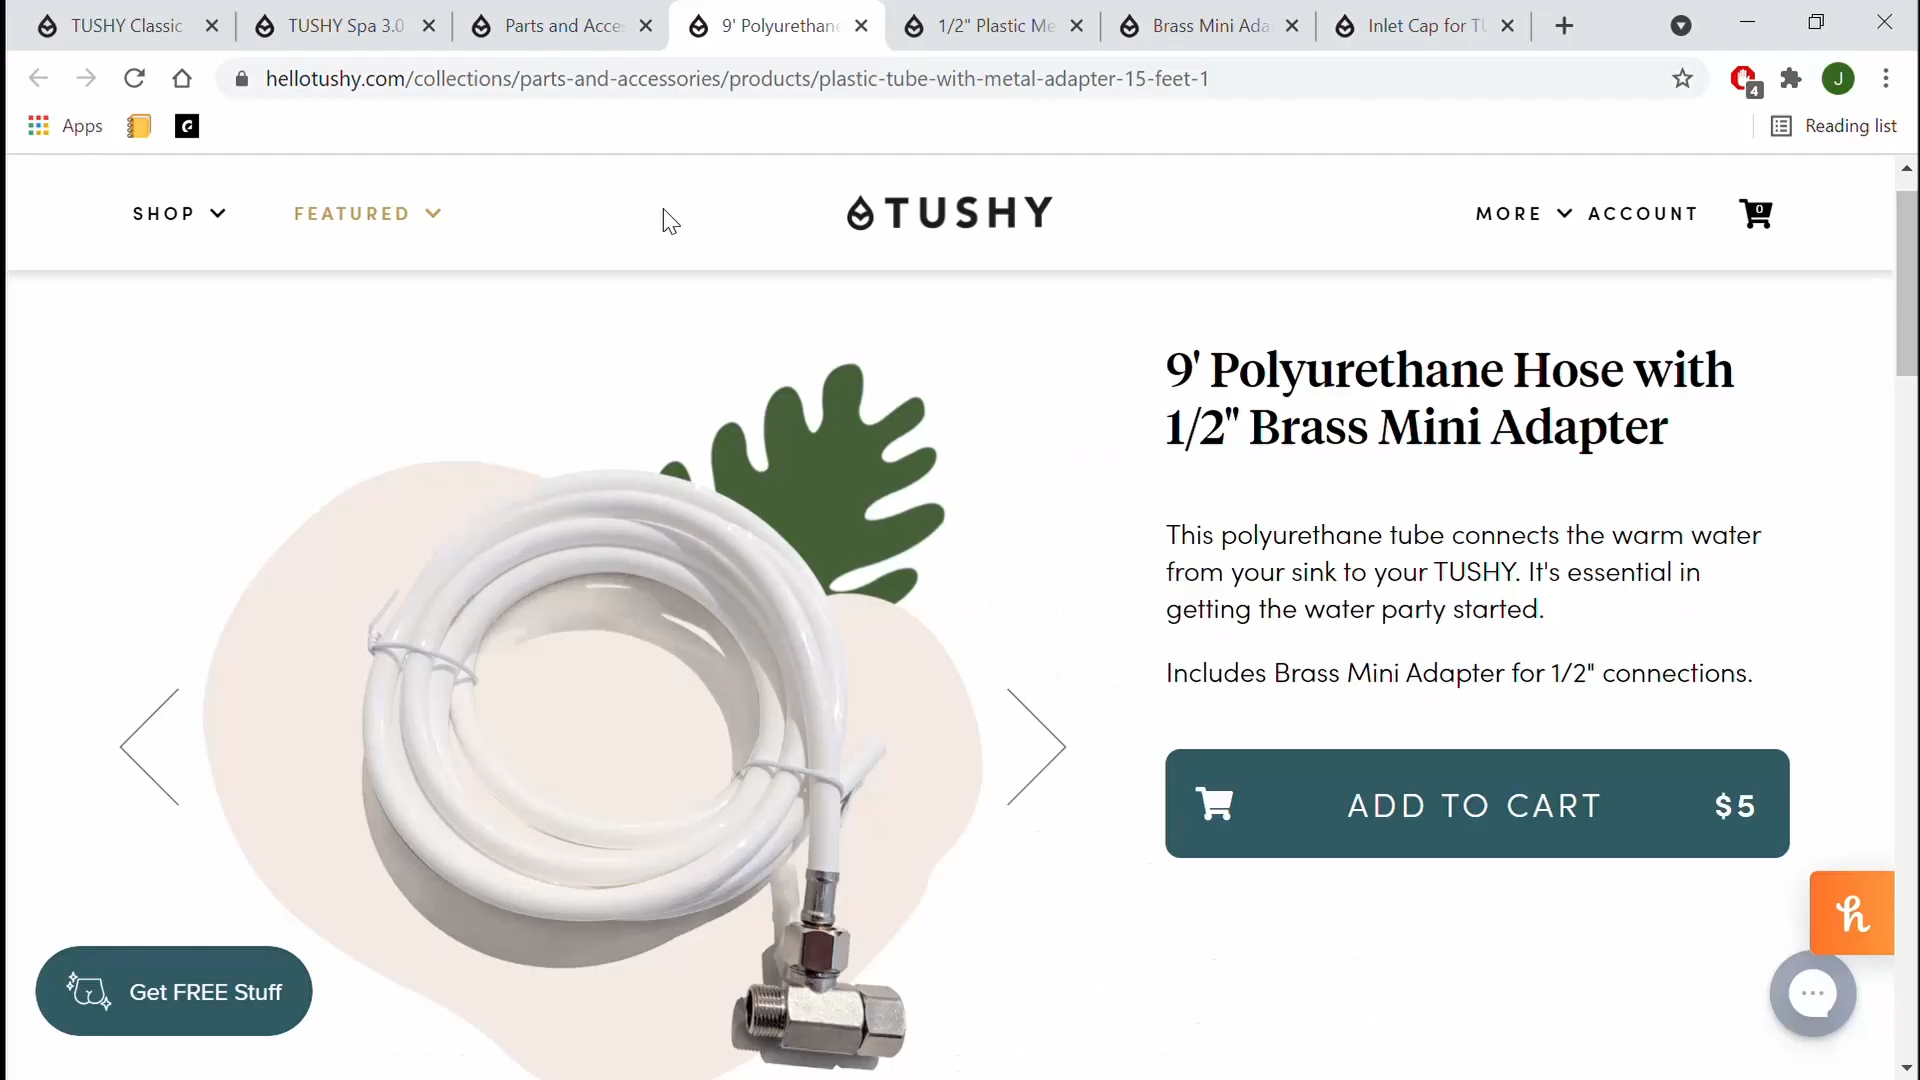 TUSHY Classic
TUSHY Spa 3.0
Parts and Acce
9' Polyurethan
1/2" Plastic Me
Brass Mini Ada
Inlet Cap for TU
hellotushy.com/collections/parts-and-accessories/products/plastic-tube-with-metal-adapter-15-feet-1
4
J
Apps
Reading list
SHOP
FEATURED
TUSHY
MORE
ACCOUNT
0
9' Polyurethane Hose with
1/2" Brass Mini Adapter
This polyurethane tube connects the warm water
from your sink to your TUSHY. It's essential in
getting the water party started.
Includes Brass Mini Adapter for 1/2" connections.
ADD TO CART $5
h
Get FREE Stuff